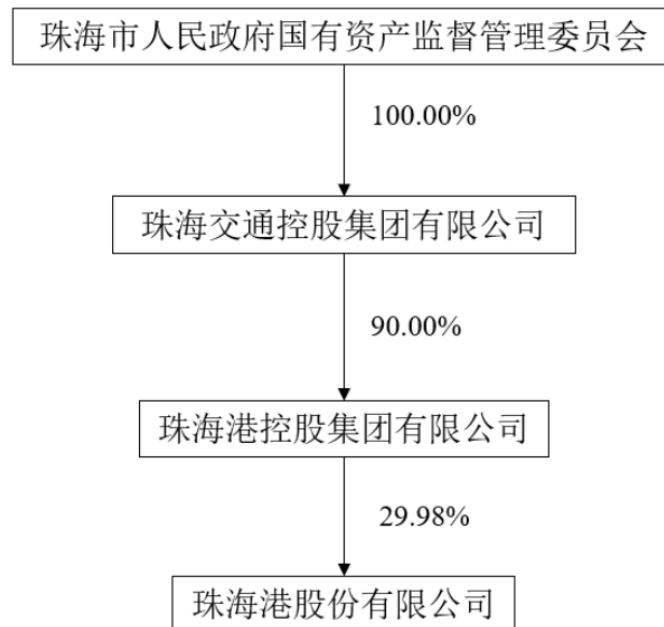 珠海市人民政府国有资产监督管理委员会
100.00%
珠海交通控股集团有限公司
90.00%
珠海港控股集团有限公司
29.98%
珠海港股份有限公司